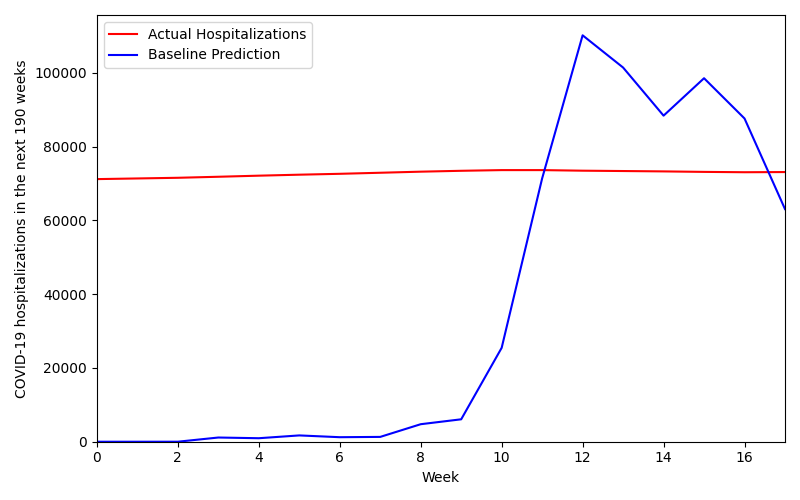 Actual Hospitalizations
Baseline Prediction
COVID-19 hospitalizations in the next 190 weeks
100000
80000
60000
40000
20000
0
0 2 4 6 8 10 12 14 16
Week